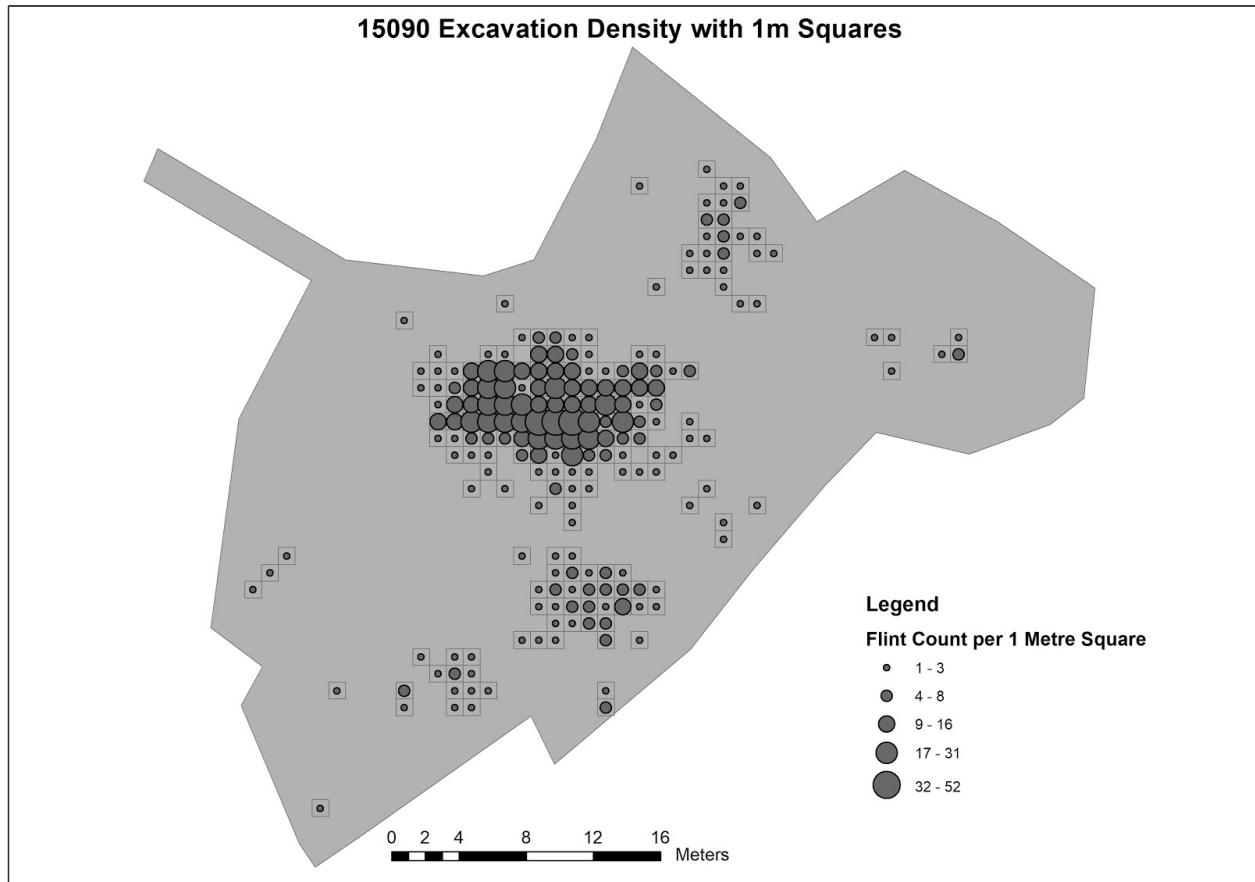 15090 Excavation Density with 1m Squares
Legend
Flint Count per 1 Metre Square
1 - 3
4 - 8
9 - 16
17 - 31
32 - 52
0 2 4 8 12 16
Meters